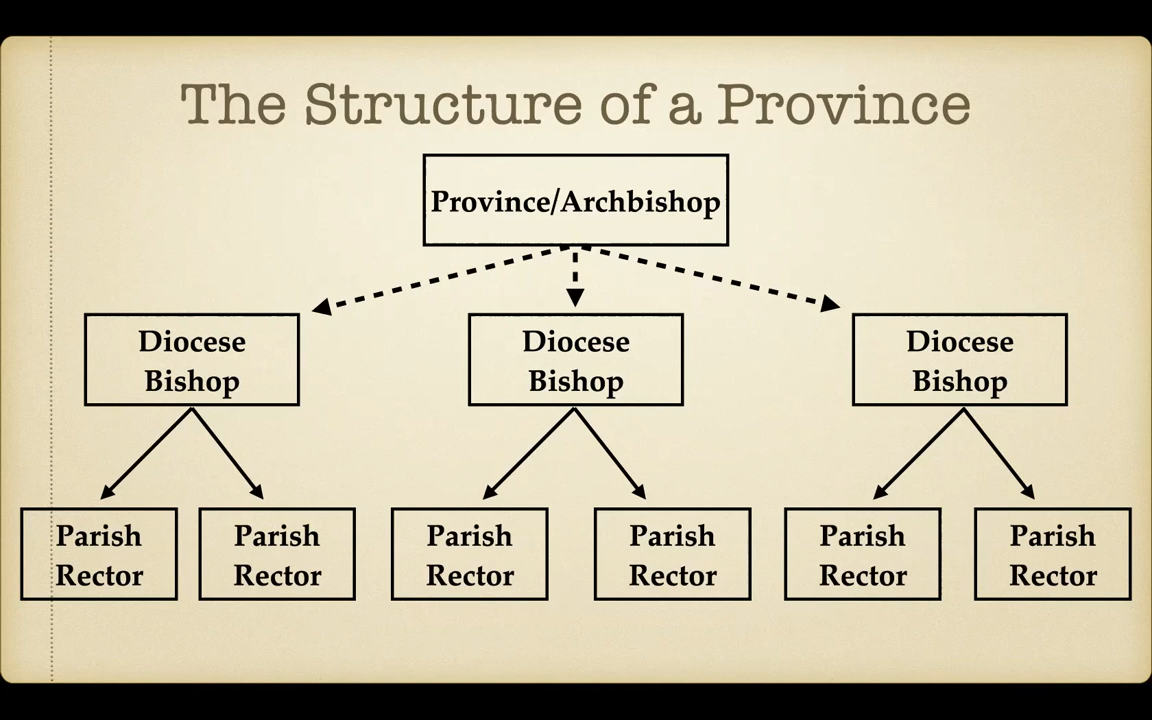 The Structure of a Province
Province/Archbishop
Diocese
Bishop
Diocese
Bishop
Diocese
Bishop
Parish
Rector
Parish
Rector
Parish
Rector
Parish
Rector
Parish
Rector
Parish
Rector